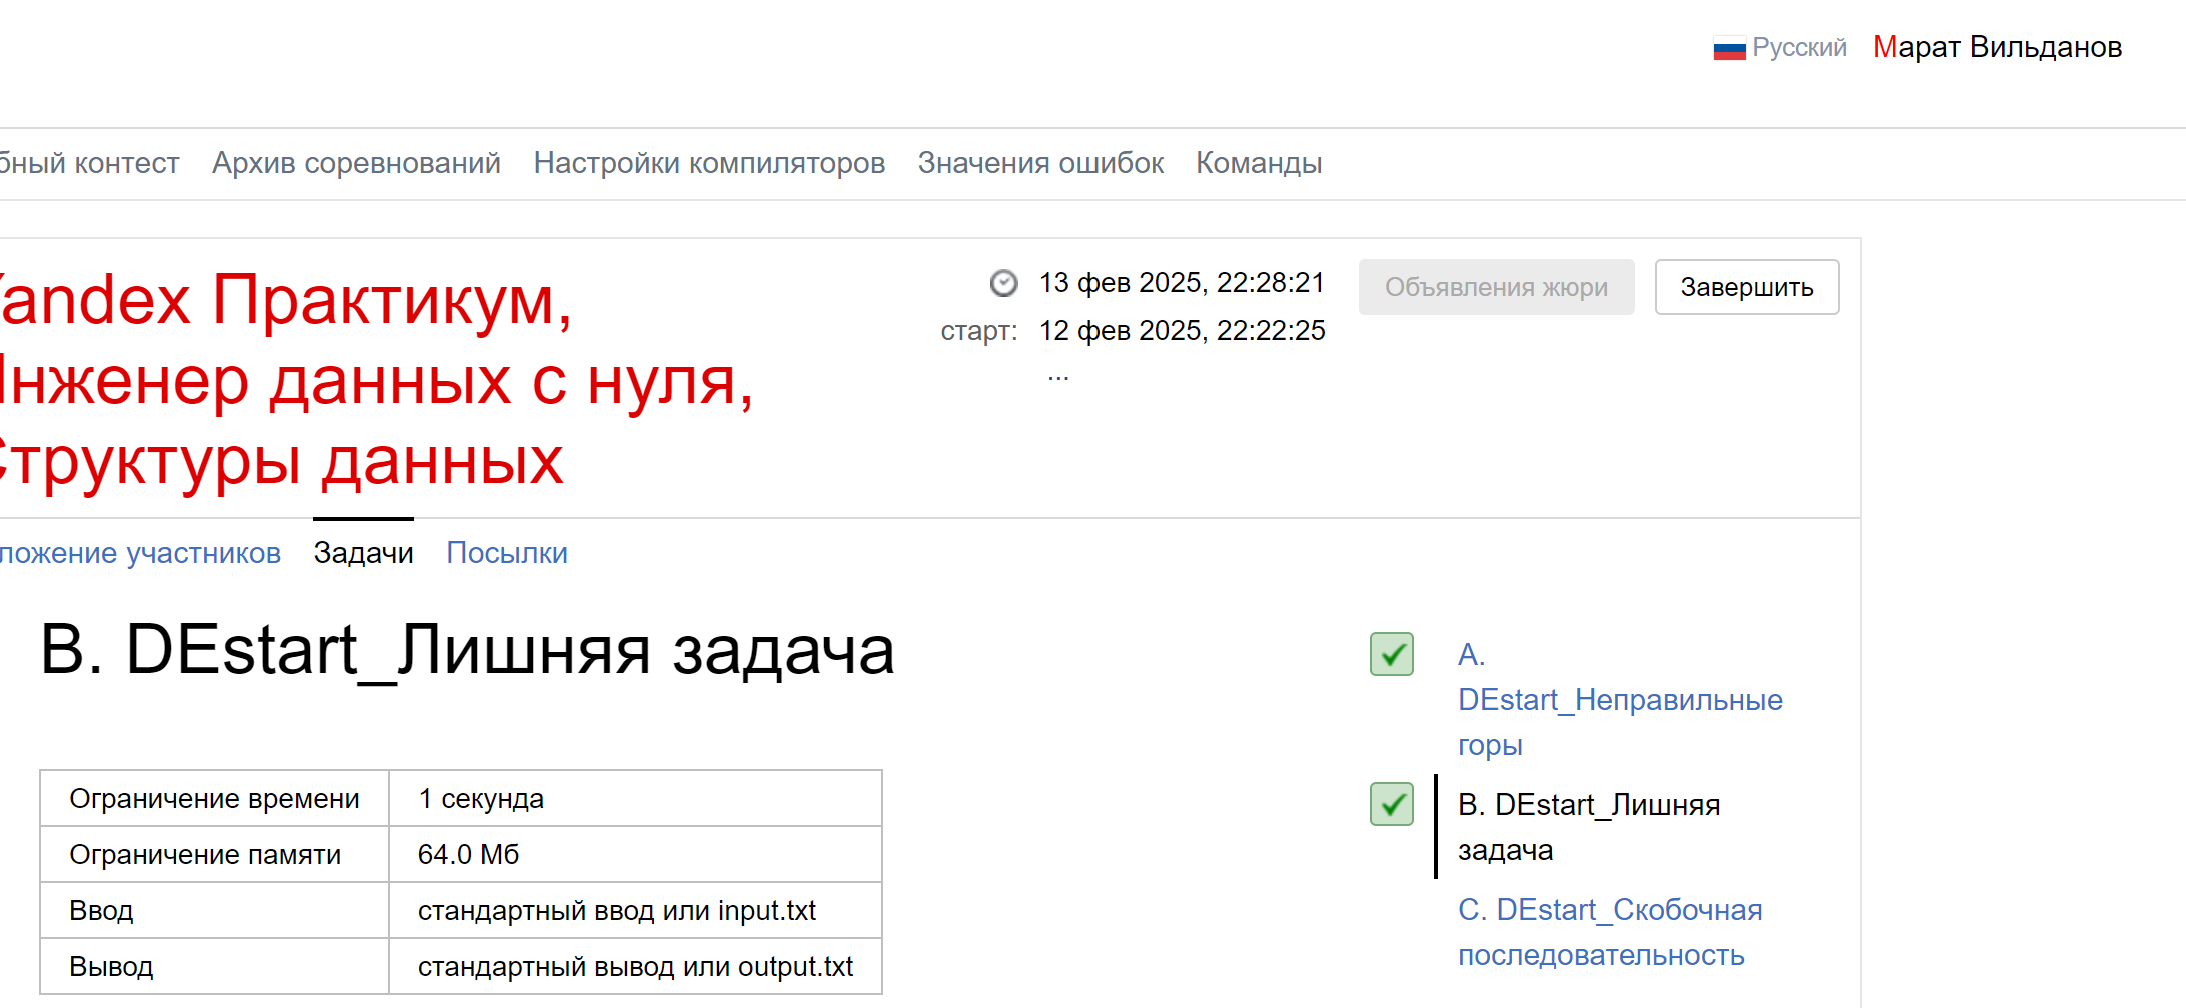 Русский Марат Вильданов
бный контест Архив соревнований Настройки компиляторов Значения ошибок Команды
Yandex Практикум,
Инженер данных с нуля,
Структуры данных
13 фев 2025, 22:28:21
старт: 12 фев 2025, 22:22:25
...
Объявления жюри
Завершить
ложение участников Задачи Посылки
B. DEstart_Лишняя задача
Ограничение времени 1 секунда
Ограничение памяти 64.0 Мб
Ввод стандартный ввод или input.txt
Вывод стандартный вывод или output.txt
A.
DEstart_Неправильные
горы
B. DEstart_Лишняя
задача
C. DEstart_Скобочная
последовательность